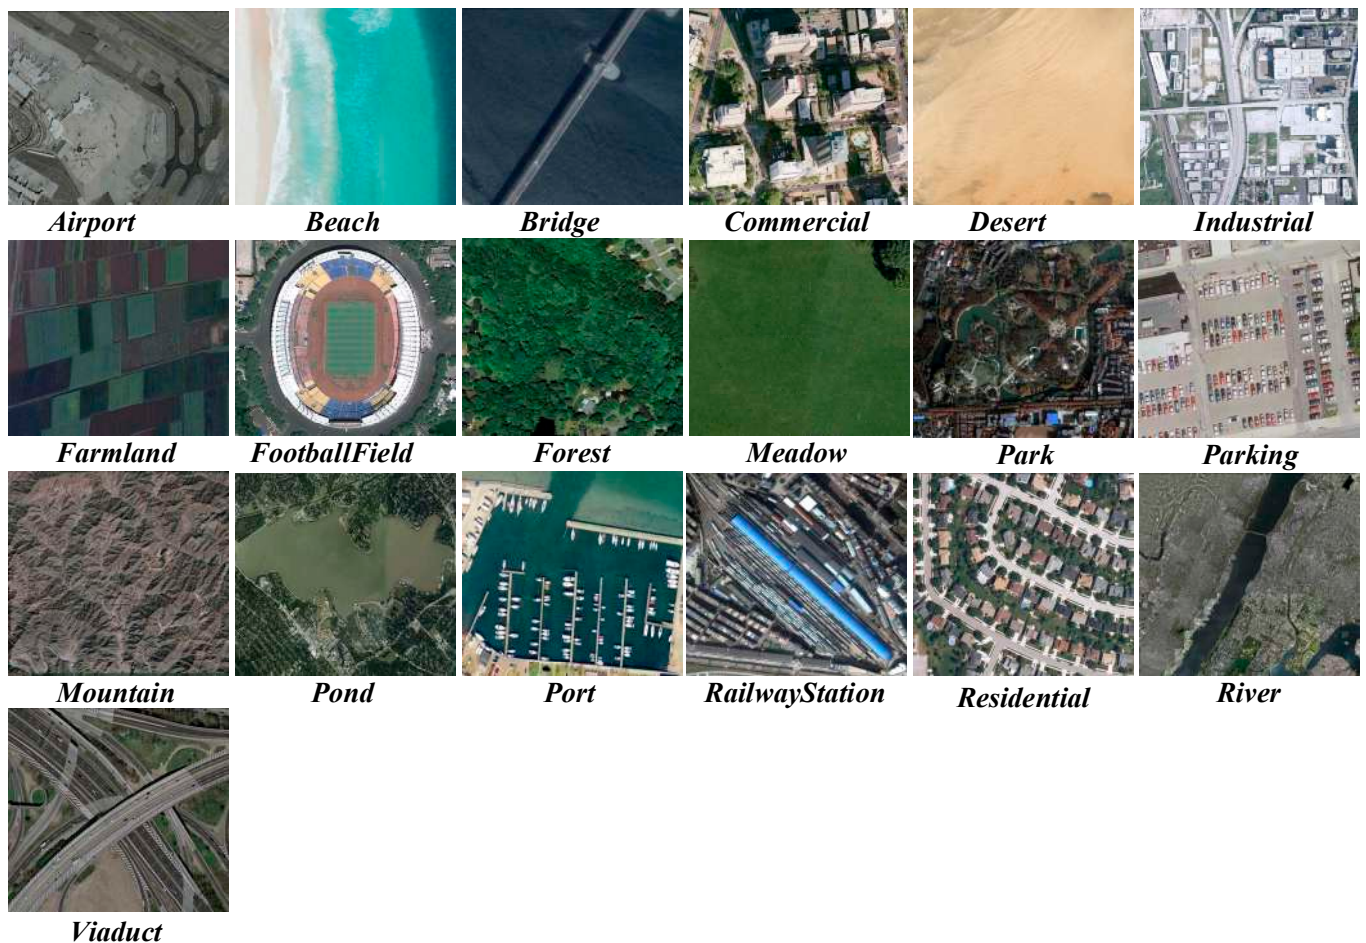 Airport Beach Bridge Commercial Desert Industrial
Farmland FootballField Forest Meadow Park Parking
Mountain Pond Port RailwayStation Residential River
Viaduct